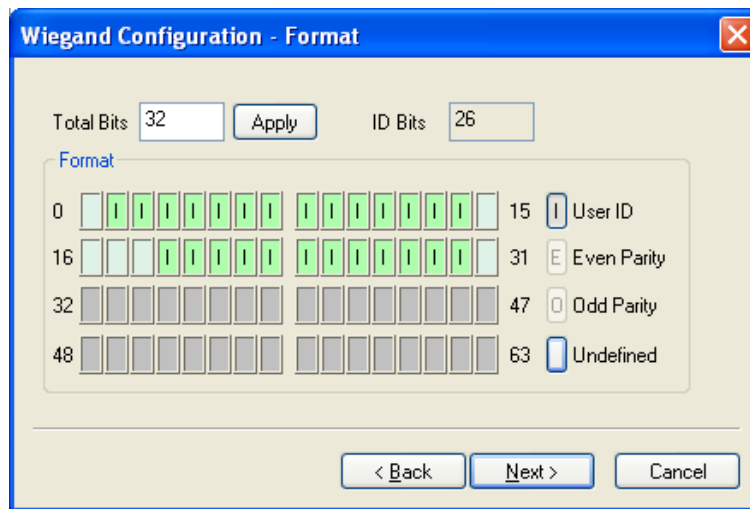 Wiegand Configuration - Format
Total Bits 32 Apply ID Bits 26
Format
0 I I I I I I I I I I I I I I 15 I User ID
16 I I I I I I I I I I I I 31 E Even Parity
32 47 O Odd Parity
48 63 Undefined
< Back Next > Cancel